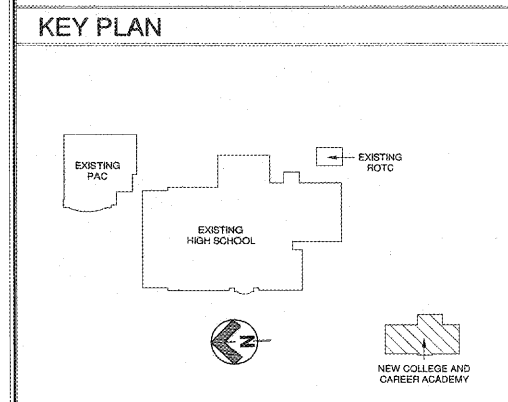 KEY PLAN
EXISTING
PAC
EXISTING
ROTC
EXISTING
HIGH SCHOOL
N
NEW COLLEGE AND
CAREER ACADEMY